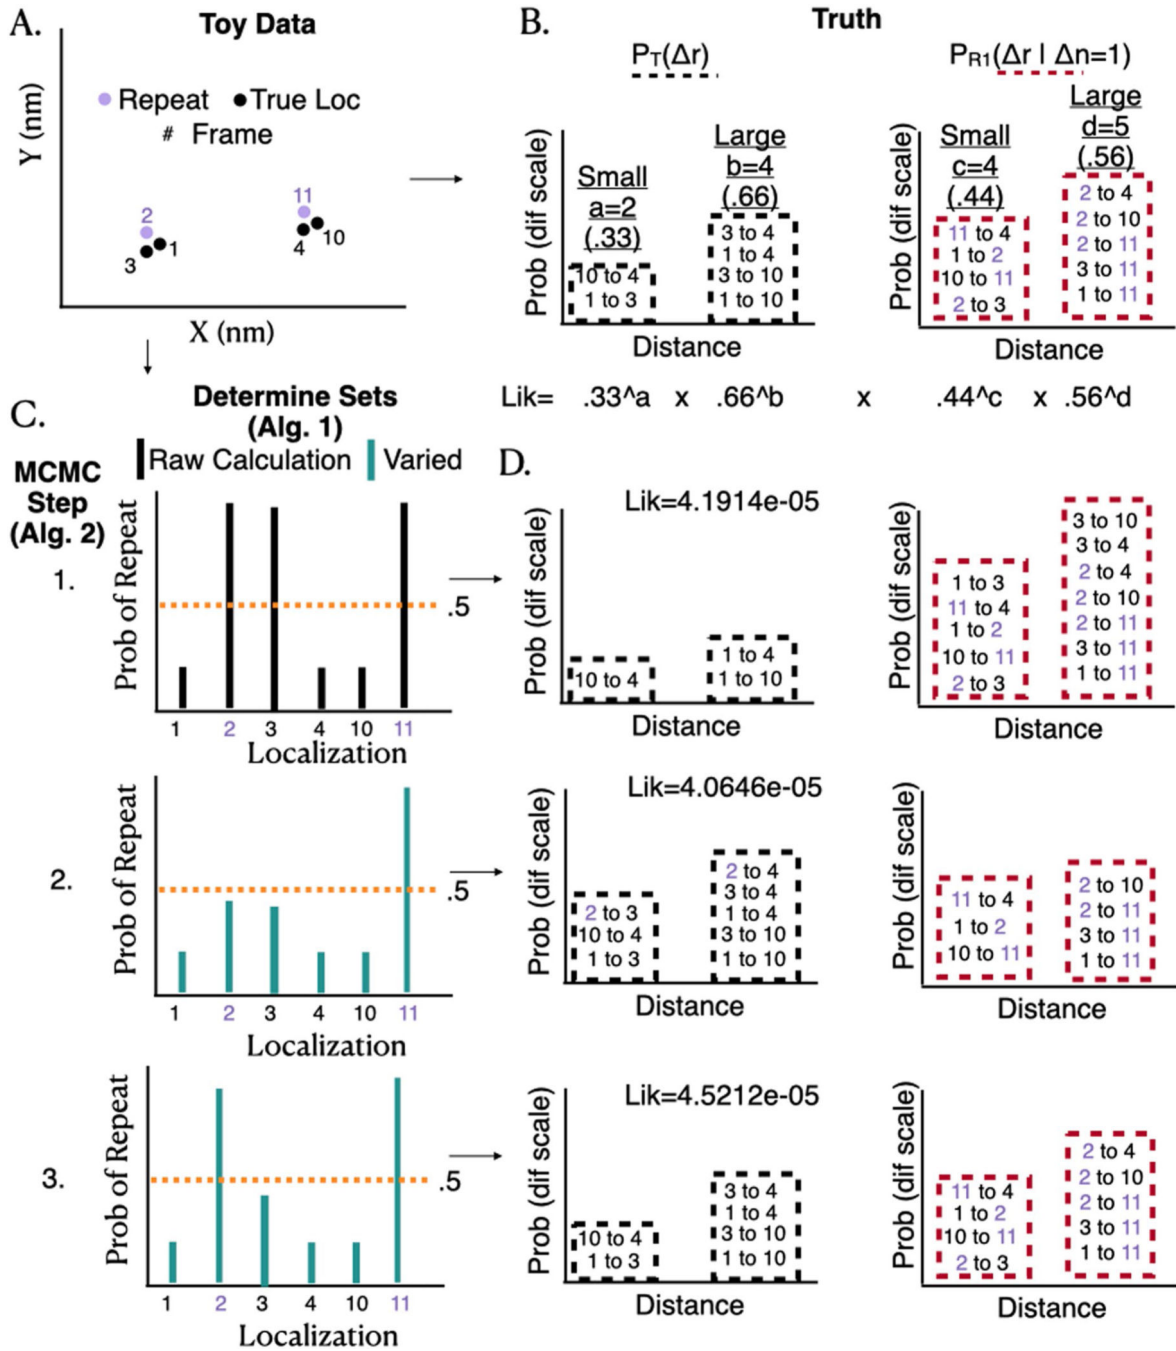 A.
Toy Data
Y (nm)
Repeat
True Loc
# Frame
2
1
3
11
4
10
X (nm)
B.
Truth
PT(Δr)
Prob (dif scale)
Small
a=2
(.33)
10 to 4
1 to 3
Large
b=4
(.66)
3 to 4
1 to 4
3 to 10
1 to 10
Distance
PR1(Δr | Δn=1)
Prob (dif scale)
Small
c=4
(.44)
11 to 4
1 to 2
10 to 11
2 to 3
Large
d=5
(.56)
2 to 4
2 to 10
2 to 11
3 to 11
1 to 11
Distance
Lik= .33^a x .66^b x .44^c x .56^d
C.
Determine Sets
(Alg. 1)
Raw Calculation
Varied
MCMC
Step
(Alg. 2)
1.
Prob of Repeat
.5
1 2 3 4 10 11
Localization
D.
Lik=4.1914e-05
Prob (dif scale)
10 to 4
1 to 4
1 to 10
Distance
Prob (dif scale)
1 to 3
11 to 4
1 to 2
10 to 11
2 to 3
3 to 10
3 to 4
2 to 4
2 to 10
2 to 11
3 to 11
1 to 11
Distance
2.
Prob of Repeat
.5
1 2 3 4 10 11
Localization
Lik=4.0646e-05
Prob (dif scale)
2 to 3
10 to 4
1 to 3
2 to 4
3 to 4
1 to 4
3 to 10
1 to 10
Distance
Prob (dif scale)
11 to 4
1 to 2
10 to 11
2 to 10
2 to 11
3 to 11
1 to 11
Distance
3.
Prob of Repeat
.5
1 2 3 4 10 11
Localization
Lik=4.5212e-05
Prob (dif scale)
10 to 4
1 to 3
3 to 4
1 to 4
3 to 10
1 to 10
Distance
Prob (dif scale)
11 to 4
1 to 2
10 to 11
2 to 3
2 to 4
2 to 10
2 to 11
3 to 11
1 to 11
Distance